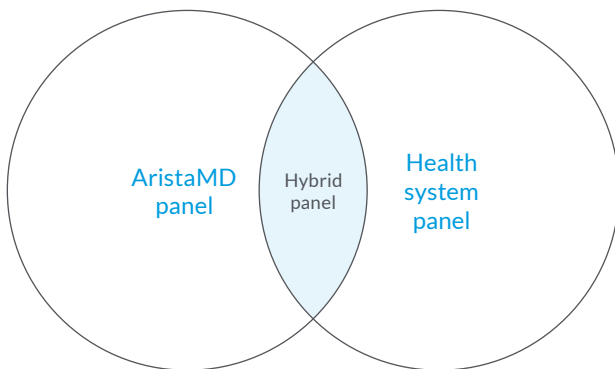 AristaMD
panel
Hybrid
panel
Health
system
panel